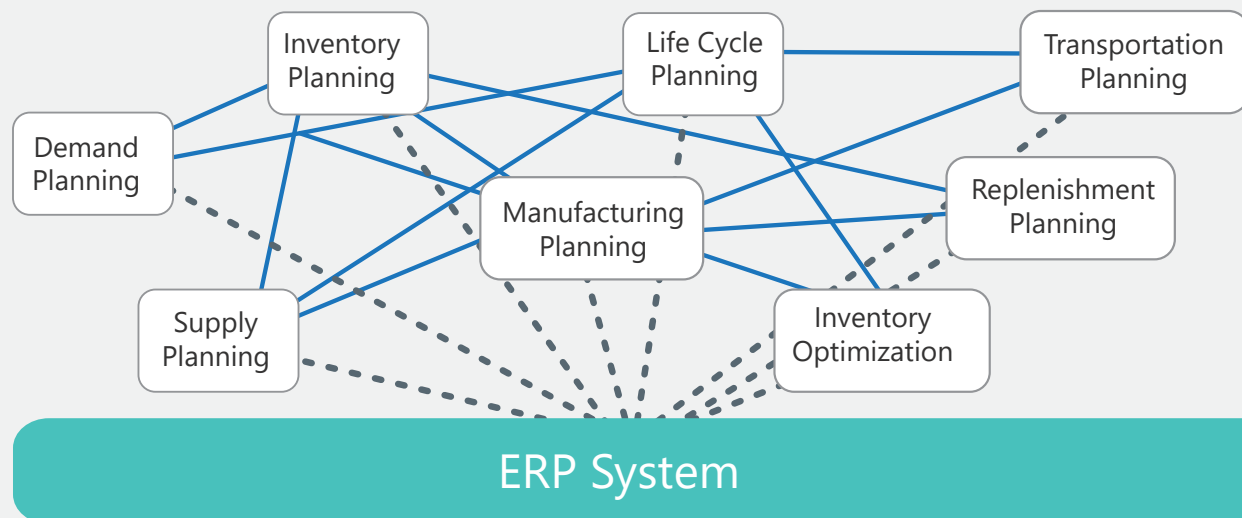 Inventory
Planning
Life Cycle
Planning
Transportation
Planning
Demand
Planning
Manufacturing
Planning
Replenishment
Planning
Supply
Planning
Inventory
Optimization
ERP System